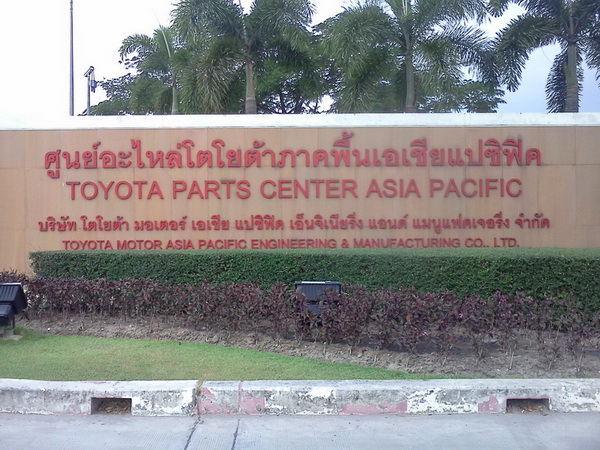 ศูนย์อะไหล่โตโยต้าภาคพื้นเอเชียแปซิฟิค
TOYOTA PARTS CENTER ASIA PACIFIC
บริษัท โตโยต้า มอเตอร์ เอเชีย แปซิฟิค เอ็นจิเนียริ่ง แอนด์ แมนูแฟคเจอริ่ง จำกัด
TOYOTA MOTOR ASIA PACIFIC ENGINEERING & MANUFACTURING CO., LTD.